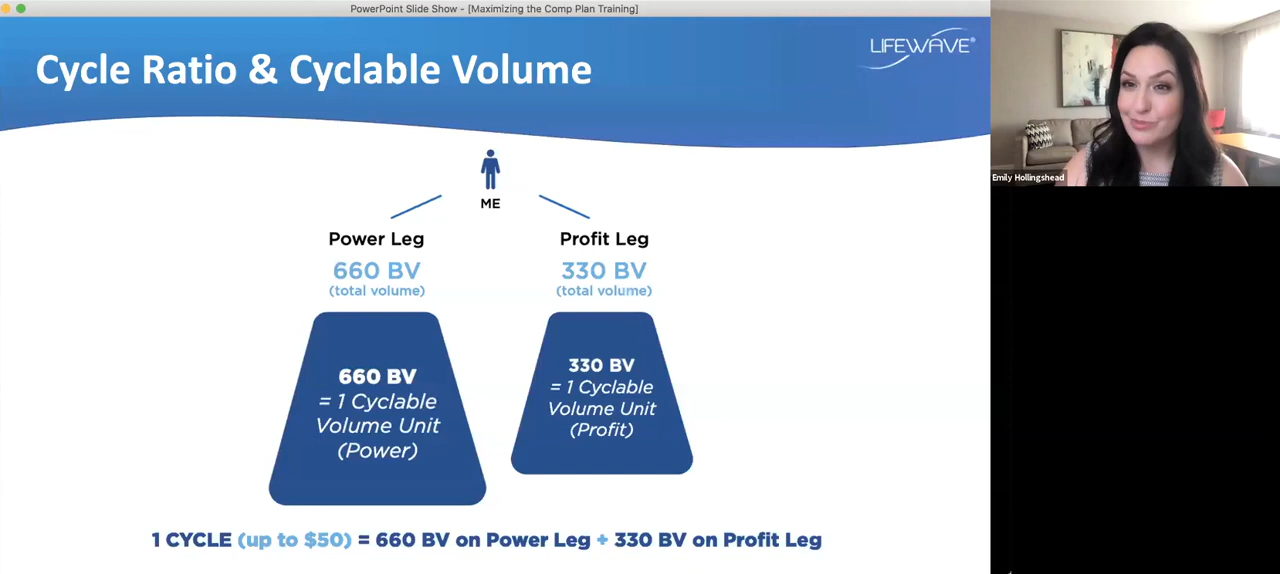 PowerPoint Slide Show - [Maximizing the Comp Plan Training]
Cycle Ratio & Cyclable Volume
LIFEWAVE®
Emily Hollingshead
ME
Power Leg
660 BV
(total volume)
Profit Leg
330 BV
(total volume)
660 BV
= 1 Cyclable
Volume Unit
(Power)
330 BV
= 1 Cyclable
Volume Unit
(Profit)
1 CYCLE (up to $50) = 660 BV on Power Leg + 330 BV on Profit Leg